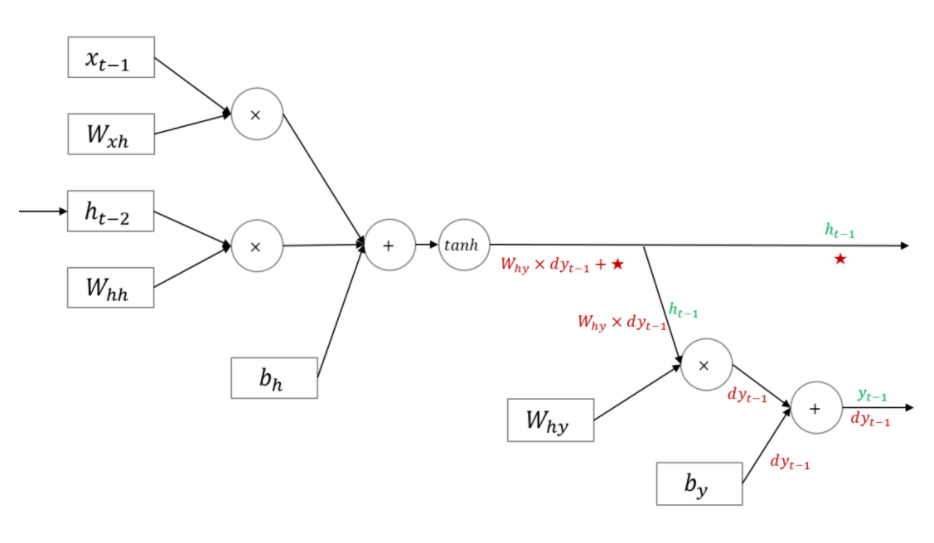 x_{t−1}
W_{xh}
×
h_{t−2}
W_{hh}
×
+
tanh
b_h
h_{t−1}
★
W_{hy} × dy_{t−1} + ★
h_{t−1}
W_{hy} × dy_{t−1}
×
W_{hy}
dy_{t−1}
+
y_{t−1}
dy_{t−1}
dy_{t−1}
b_y